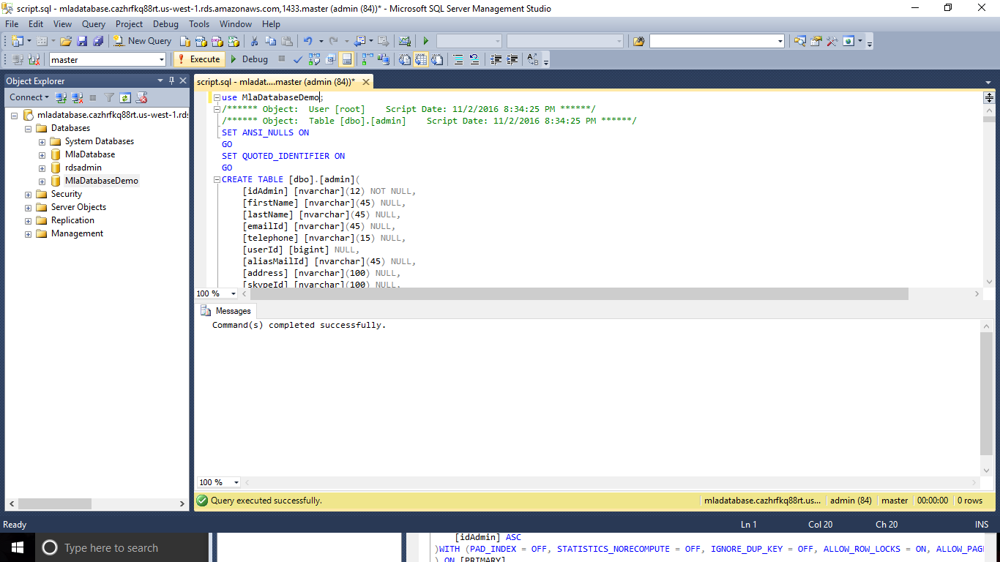 script.sql - mladatabase.cazhrfkq88rt.us-west-1.rds.amazonaws.com,1433.master (admin (84))* - Microsoft SQL Server Management Studio
File Edit View Query Project Debug Tools Window Help
New Query
master Execute Debug
Object Explorer
script.sql - mladat....master (admin (84))*
Connect
mladatabase.cazhrfkq88rt.us-west-1.rds
Databases
System Databases
MlaDatabase
rdsadmin
MlaDatabaseDemo
Security
Server Objects
Replication
Management
use MlaDatabaseDemo;
/****** Object:  User [root]    Script Date: 11/2/2016 8:34:25 PM ******/
/****** Object:  Table [dbo].[admin]    Script Date: 11/2/2016 8:34:25 PM ******/
SET ANSI_NULLS ON
GO
SET QUOTED_IDENTIFIER ON
GO
CREATE TABLE [dbo].[admin](
[idAdmin] [nvarchar](12) NOT NULL,
[firstName] [nvarchar](45) NULL,
[lastName] [nvarchar](45) NULL,
[emailId] [nvarchar](45) NULL,
[telephone] [nvarchar](15) NULL,
[userId] [bigint] NULL,
[aliasMailId] [nvarchar](45) NULL,
[address] [nvarchar](100) NULL,
[skypeId] [nvarchar](100) NULL,
100 %
Messages
Command(s) completed successfully.
100 %
Query executed successfully. mladatabase.cazhrfkq88rt.us... admin (84) master 00:00:00 0 rows
Ready Ln 1 Col 20 Ch 20 INS
Type here to search
[idAdmin] ASC
)WITH (PAD_INDEX = OFF, STATISTICS_NORECOMPUTE = OFF, IGNORE_DUP_KEY = OFF, ALLOW_ROW_LOCKS = ON, ALLOW_PAG
) ON [PRIMARY]